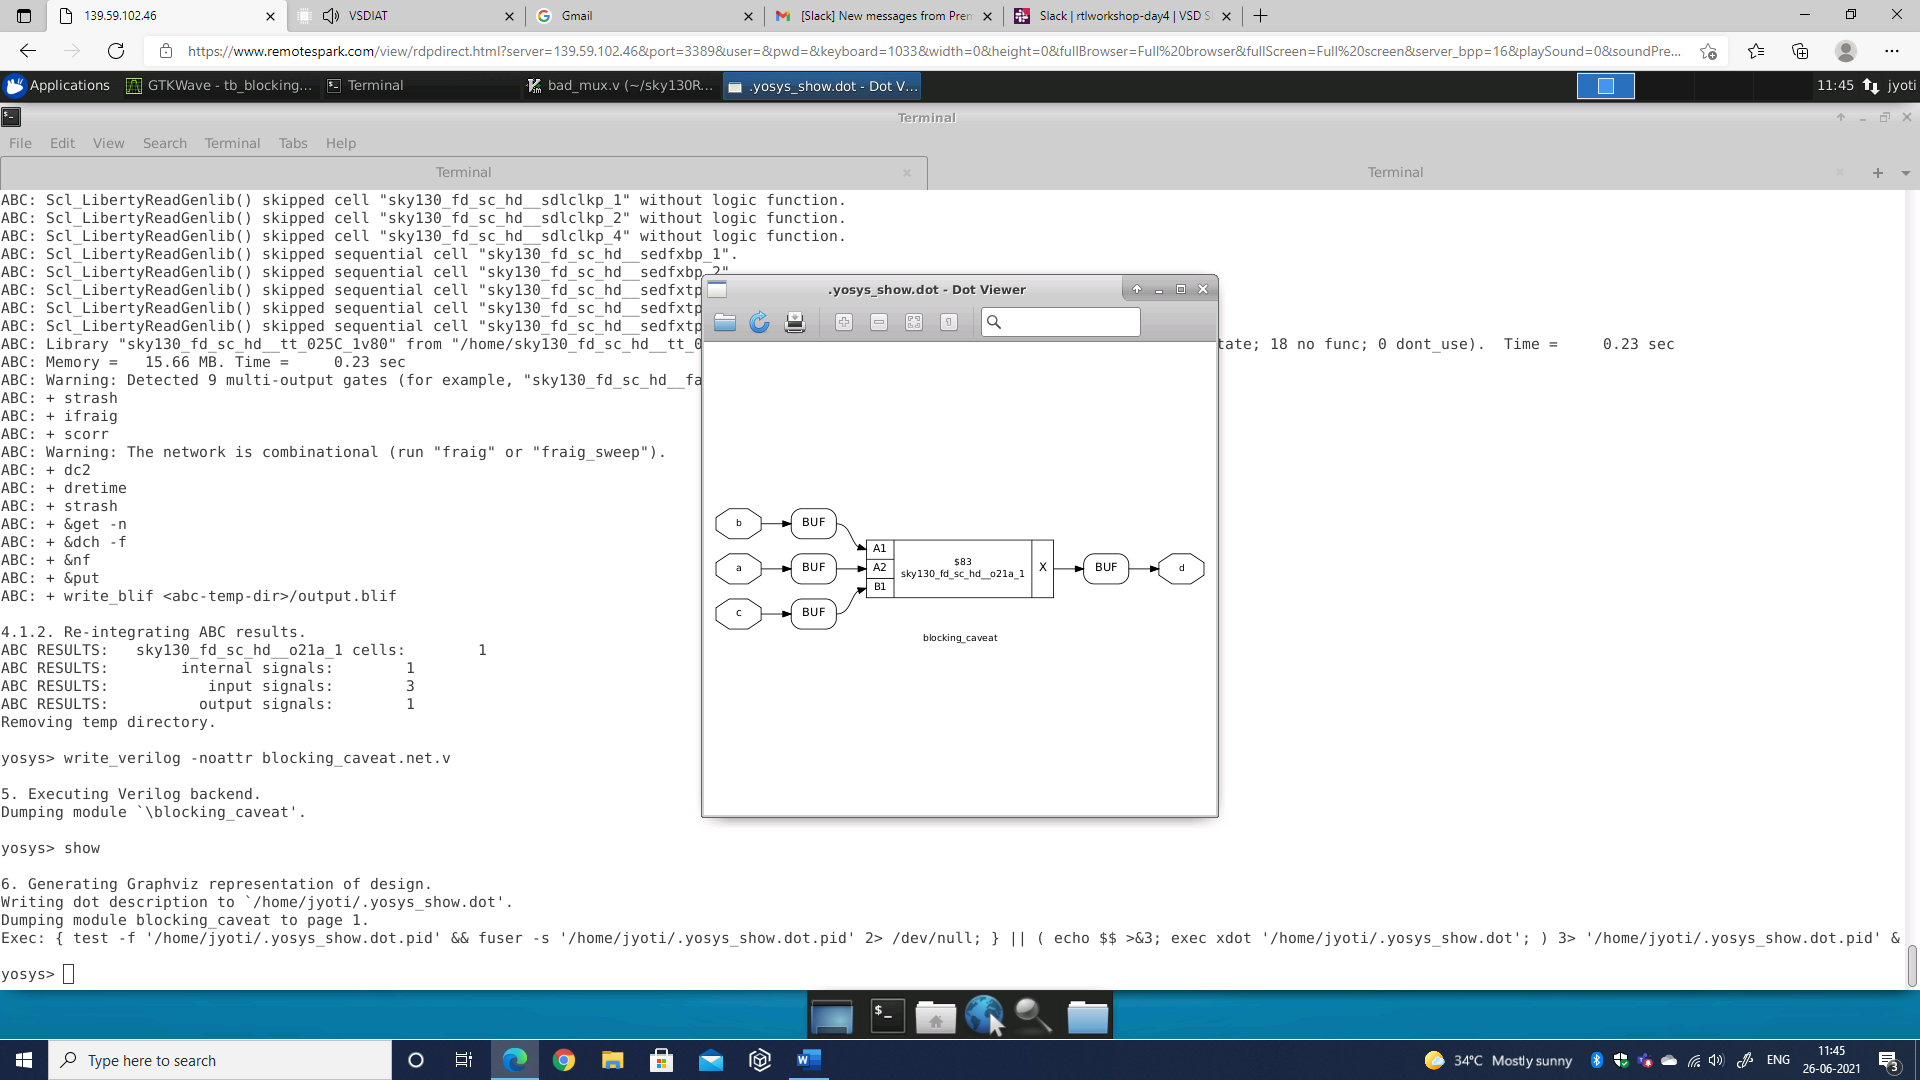 139.59.102.46
VSDIAT
Gmail
[Slack] New messages from Prem
Slack | rtlworkshop-day4 | VSD S
https://www.remotespark.com/view/rdpdirect.html?server=139.59.102.46&port=3389&user=&pwd=&keyboard=1033&width=0&height=0&fullBrowser=Full%20browser&fullScreen=Full%20screen&server_bpp=16&playSound=0&soundPre...
Applications
GTKWave - tb_blocking...
Terminal
bad_mux.v (~/sky130R...
.yosys_show.dot - Dot V...
11:45
jyoti
Terminal
File Edit View Search Terminal Tabs Help
Terminal
Terminal
ABC: Scl_LibertyReadGenlib() skipped cell "sky130_fd_sc_hd__sdlclkp_1" without logic function.
ABC: Scl_LibertyReadGenlib() skipped cell "sky130_fd_sc_hd__sdlclkp_2" without logic function.
ABC: Scl_LibertyReadGenlib() skipped cell "sky130_fd_sc_hd__sdlclkp_4" without logic function.
ABC: Scl_LibertyReadGenlib() skipped sequential cell "sky130_fd_sc_hd__sedfxbp_1".
ABC: Scl_LibertyReadGenlib() skipped sequential cell "sky130_fd_sc_hd__sedfxbp_2"
ABC: Scl_LibertyReadGenlib() skipped sequential cell "sky130_fd_sc_hd__sedfxtp
ABC: Scl_LibertyReadGenlib() skipped sequential cell "sky130_fd_sc_hd__sedfxtp
ABC: Scl_LibertyReadGenlib() skipped sequential cell "sky130_fd_sc_hd__sedfxtp
ABC: Library "sky130_fd_sc_hd__tt_025C_1v80" from "/home/sky130_fd_sc_hd__tt_0 tate; 18 no func; 0 dont_use). Time = 0.23 sec
ABC: Memory = 15.66 MB. Time = 0.23 sec
ABC: Warning: Detected 9 multi-output gates (for example, "sky130_fd_sc_hd__fa
ABC: + strash
ABC: + ifraig
ABC: + scorr
ABC: Warning: The network is combinational (run "fraig" or "fraig_sweep").
ABC: + dc2
ABC: + dretime
ABC: + strash
ABC: + &get -n
ABC: + &dch -f
ABC: + &nf
ABC: + &put
ABC: + write_blif <abc-temp-dir>/output.blif
4.1.2. Re-integrating ABC results.
ABC RESULTS: sky130_fd_sc_hd__o21a_1 cells: 1
ABC RESULTS: internal signals: 1
ABC RESULTS: input signals: 3
ABC RESULTS: output signals: 1
Removing temp directory.
yosys> write_verilog -noattr blocking_caveat.net.v
5. Executing Verilog backend.
Dumping module `\blocking_caveat'.
yosys> show
6. Generating Graphviz representation of design.
Writing dot description to `/home/jyoti/.yosys_show.dot'.
Dumping module blocking_caveat to page 1.
Exec: { test -f '/home/jyoti/.yosys_show.dot.pid' && fuser -s '/home/jyoti/.yosys_show.dot.pid' 2> /dev/null; } || ( echo $$ >&3; exec xdot '/home/jyoti/.yosys_show.dot'; ) 3> '/home/jyoti/.yosys_show.dot.pid' &
yosys>
.yosys_show.dot - Dot Viewer
b BUF
a BUF
c BUF
A1
A2
B1
$83
sky130_fd_sc_hd__o21a_1
X
BUF
d
blocking_caveat
Type here to search
34°C Mostly sunny
ENG
11:45
26-06-2021
3